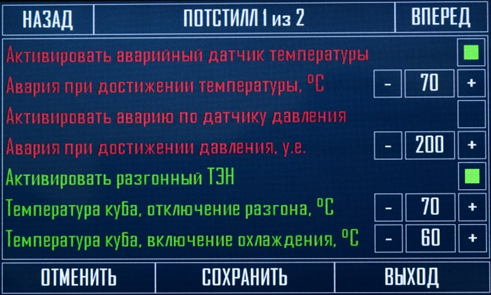 НАЗАД ПОТСТИЛЛ 1 из 2 ВПЕРЕД
Активировать аварийный датчик температуры
Авария при достижении температуры, °C - 70 +
Активировать аварию по датчику давления
Авария при достижении давления, у.е. - 200 +
Активировать разгонный ТЭН
Температура куба, отключение разгона, °C - 70 +
Температура куба, включение охлаждения, °C - 60 +
ОТМЕНИТЬ СОХРАНИТЬ ВЫХОД